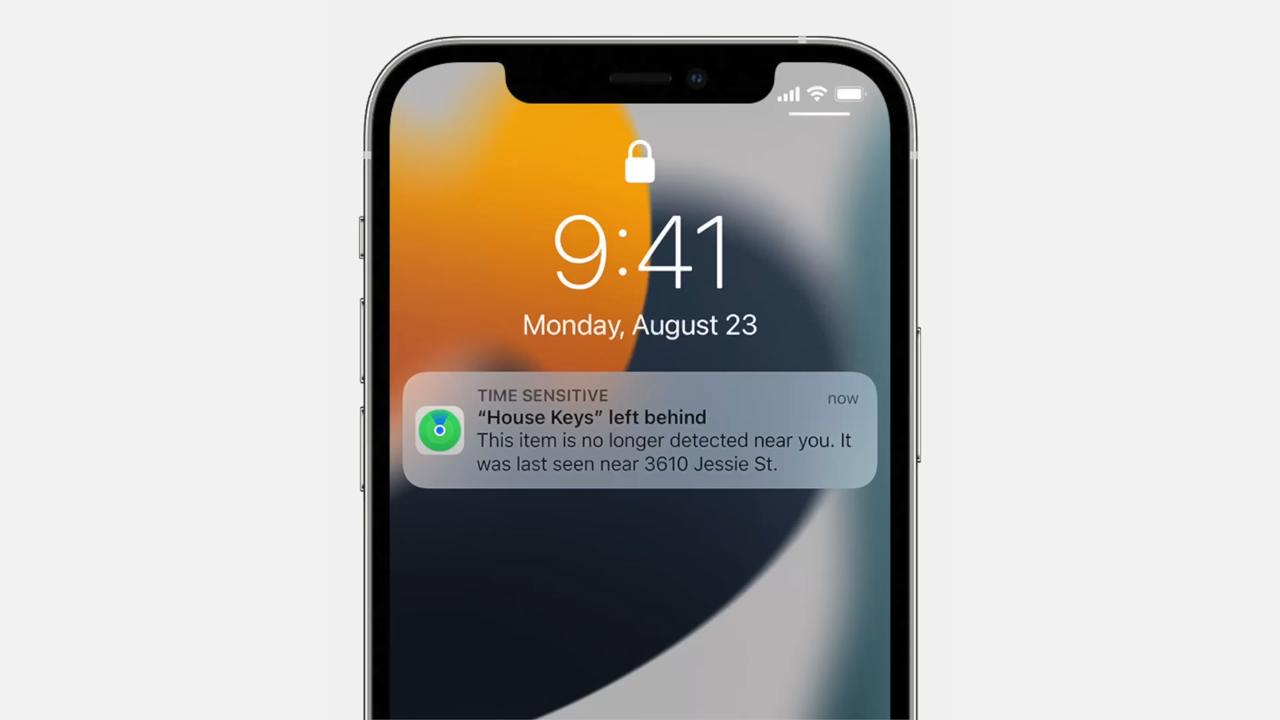 9:41
Monday, August 23
TIME SENSITIVE
now
“House Keys” left behind
This item is no longer detected near you. It
was last seen near 3610 Jessie St.